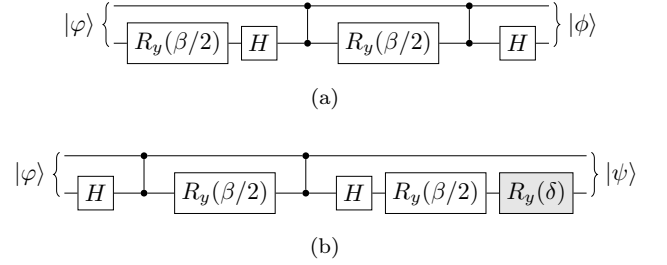 |φ⟩ R_y(β/2) H R_y(β/2) H |ϕ⟩
(a)
|φ⟩ H R_y(β/2) H R_y(β/2) R_y(δ) |ψ⟩
(b)